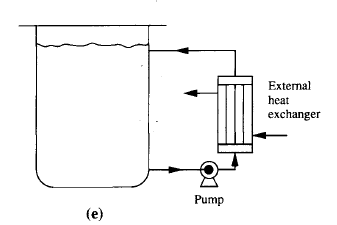 External
heat
exchanger
Pump
(e)